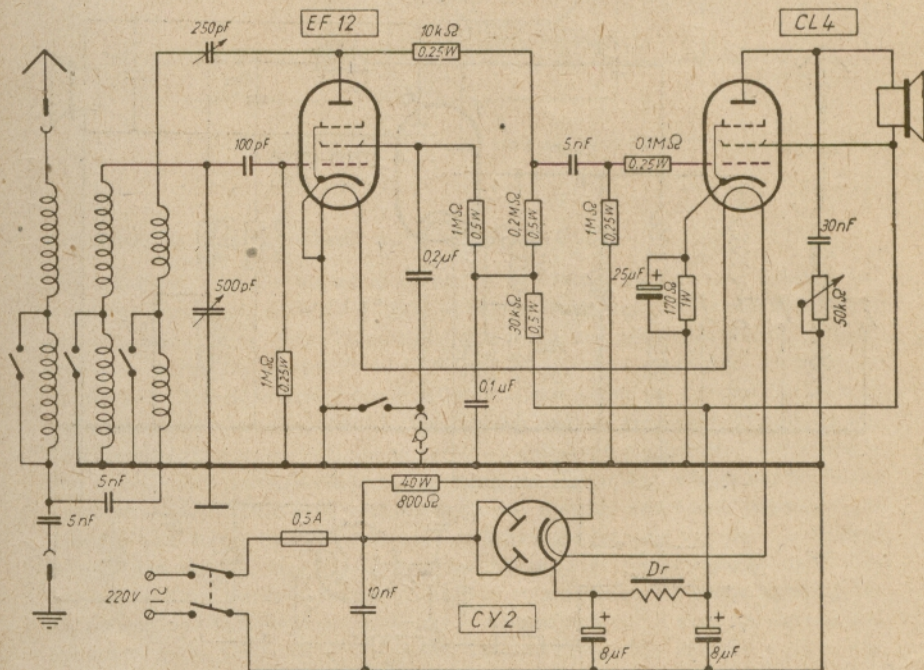 EF 12
CL 4
250pF
10kΩ
0,25W
100pF
5nF
0,1MΩ
0,25W
1MΩ
0,5W
0,2MΩ
0,5W
1MΩ
0,25W
30nF
0,2µF
25µF
+
170Ω
1W
50kΩ
500pF
30kΩ
0,5W
1MΩ
0,25W
0,1µF
5nF
40W
800Ω
5nF
0,5A
220V
10nF
CY2
Dr
+
8µF
+
8µF